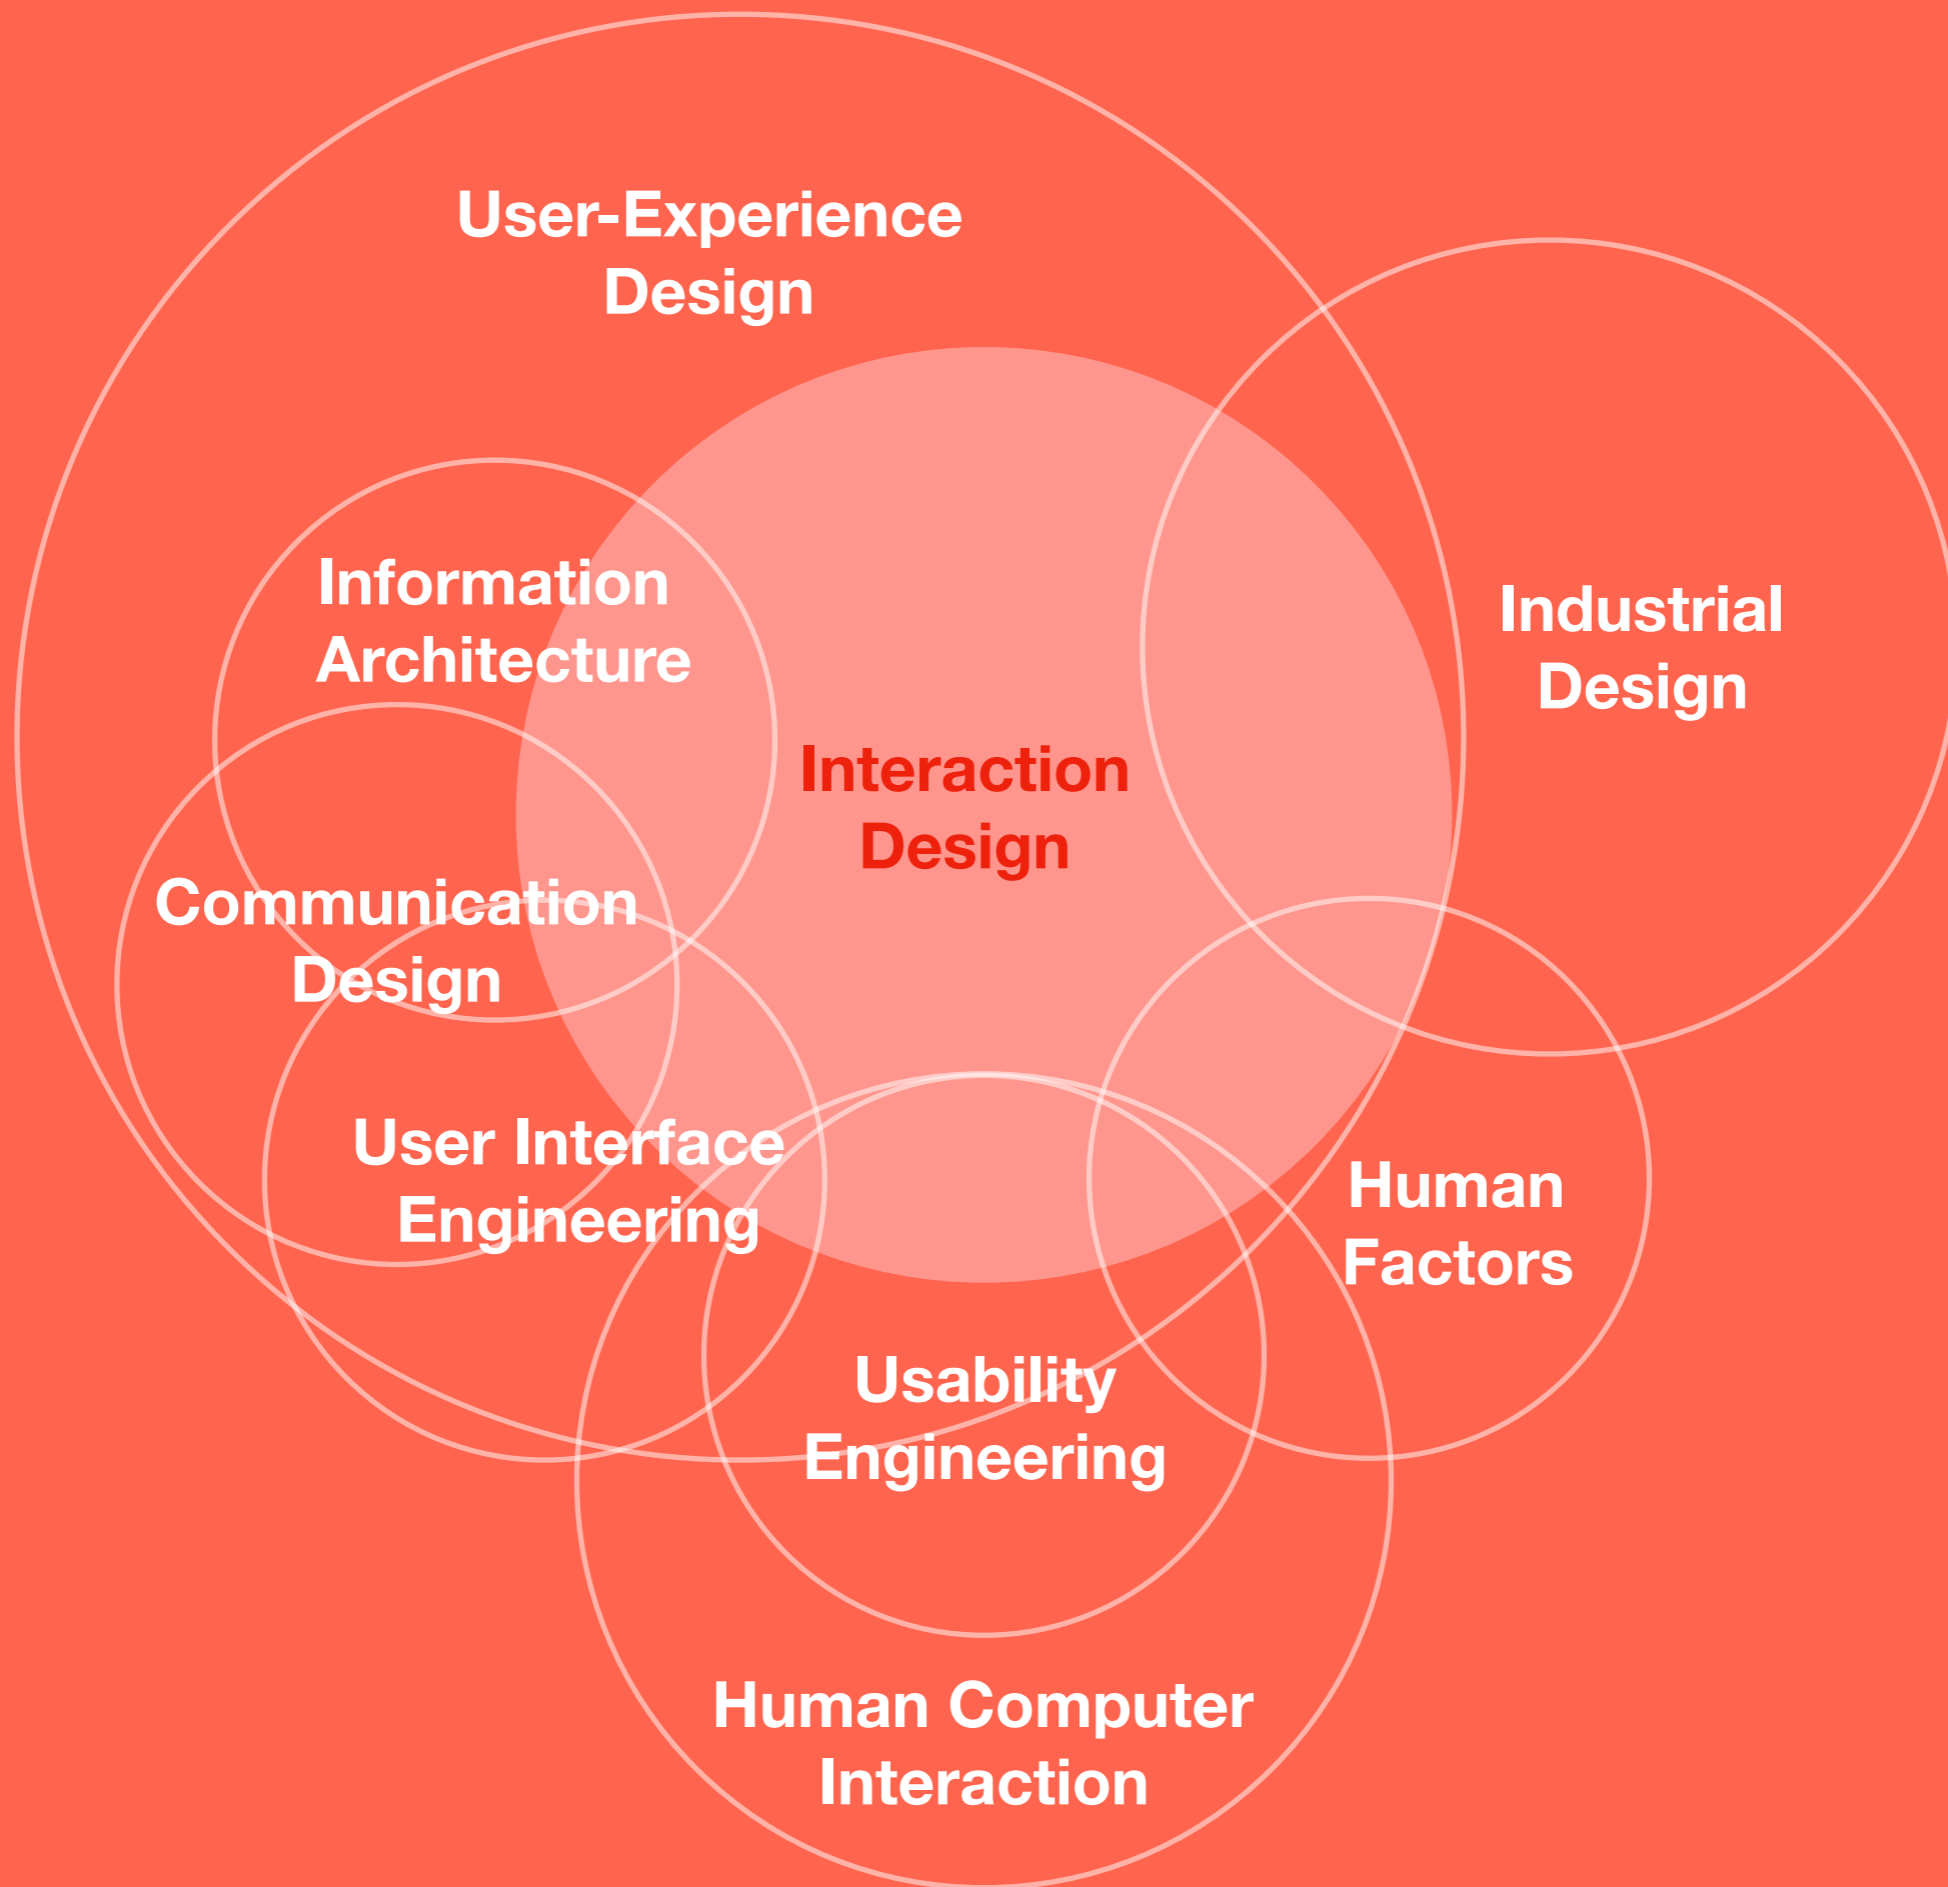 User-Experience
Design
Information
Architecture
Industrial
Design
Interaction
Design
Communication
Design
User Interface
Engineering
Human
Factors
Usability
Engineering
Human Computer
Interaction